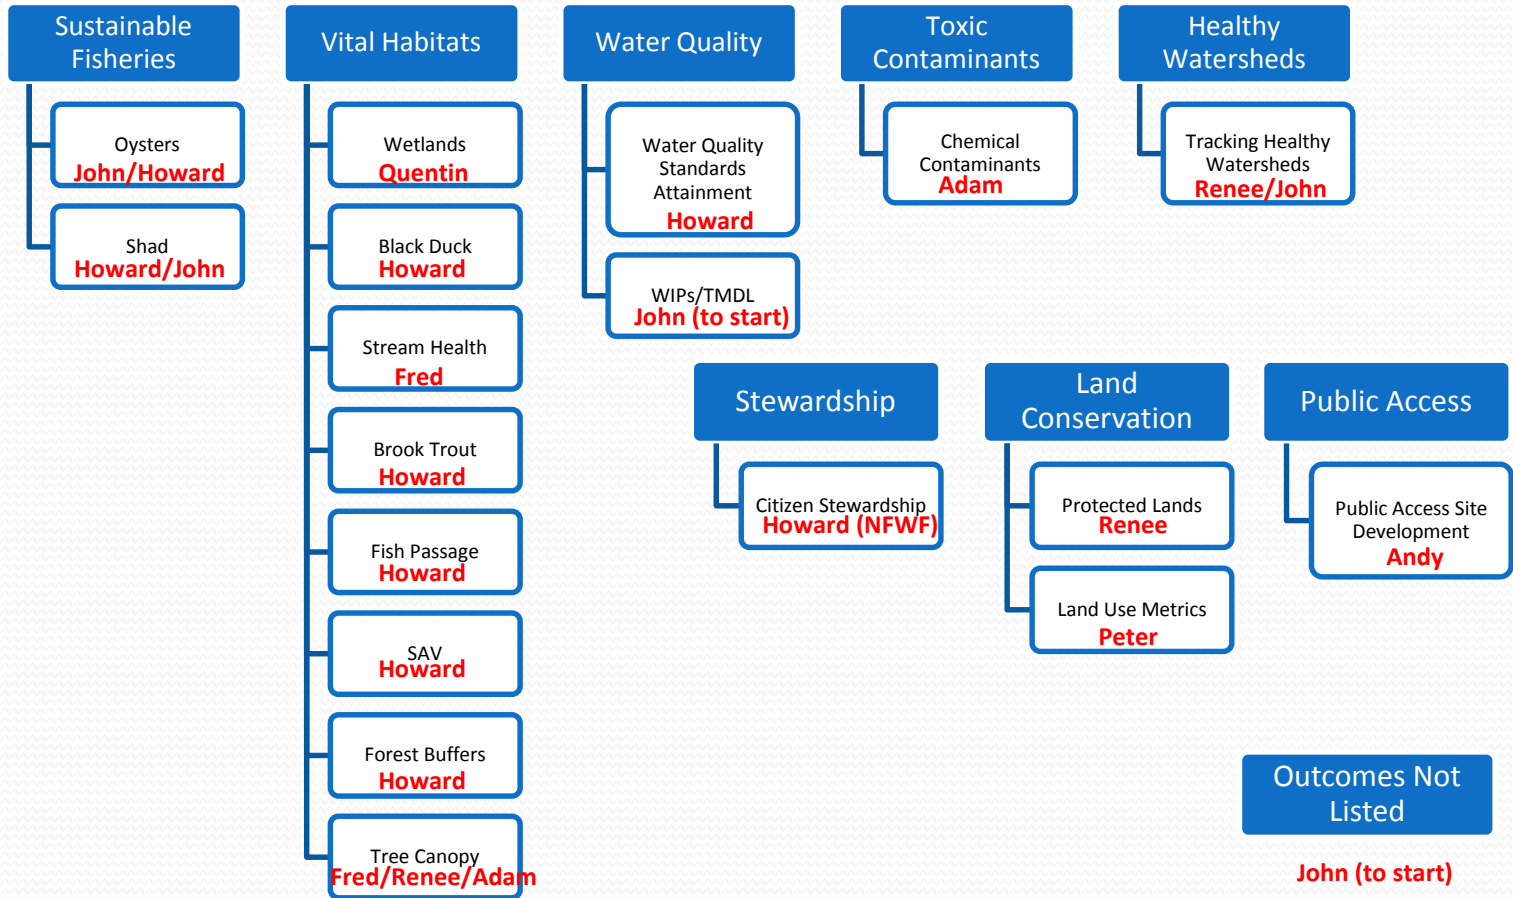 Sustainable
Fisheries
Oysters
John/Howard
Shad
Howard/John
Vital Habitats
Wetlands
Quentin
Black Duck
Howard
Stream Health
Fred
Brook Trout
Howard
Fish Passage
Howard
SAV
Howard
Forest Buffers
Howard
Tree Canopy
Fred/Renee/Adam
Water Quality
Water Quality
Standards
Attainment
Howard
WIPs/TMDL
John (to start)
Toxic
Contaminants
Chemical
Contaminants
Adam
Healthy
Watersheds
Tracking Healthy
Watersheds
Renee/John
Stewardship
Citizen Stewardship
Howard (NFWF)
Land
Conservation
Protected Lands
Renee
Land Use Metrics
Peter
Public Access
Public Access Site
Development
Andy
Outcomes Not
Listed
John (to start)